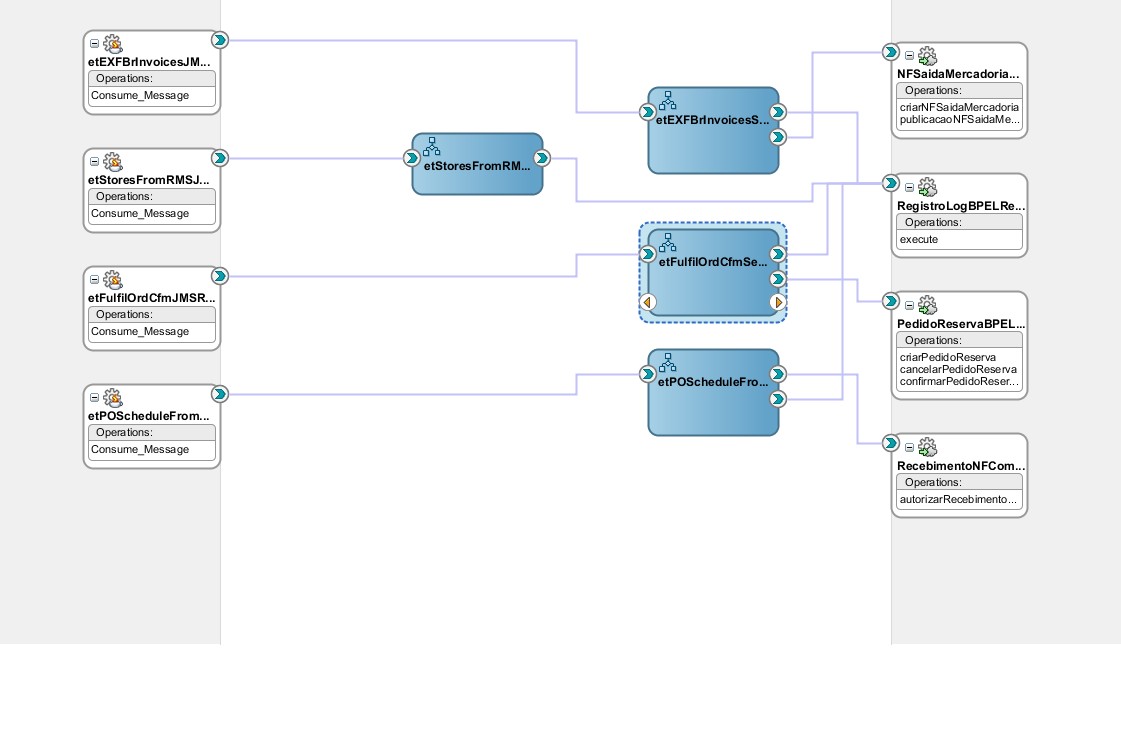 etEXFBrInvoicesJM...
Operations:
Consume_Message
etStoresFromRMSJ...
Operations:
Consume_Message
etFulfilOrdCfmJMSR...
Operations:
Consume_Message
etPOScheduleFrom...
Operations:
Consume_Message
etStoresFromRM...
etEXFBrInvoicesS...
etFulfilOrdCfmSe...
etPOScheduleFro...
NFSaidaMercadoria...
Operations:
criarNFSaidaMercadoria
publicacaoNFSaidaMe...
RegistroLogBPELRe...
Operations:
execute
PedidoReservaBPEL...
Operations:
criarPedidoReserva
cancelarPedidoReserva
confirmarPedidoReser...
RecebimentoNFCom...
Operations:
autorizarRecebimento...